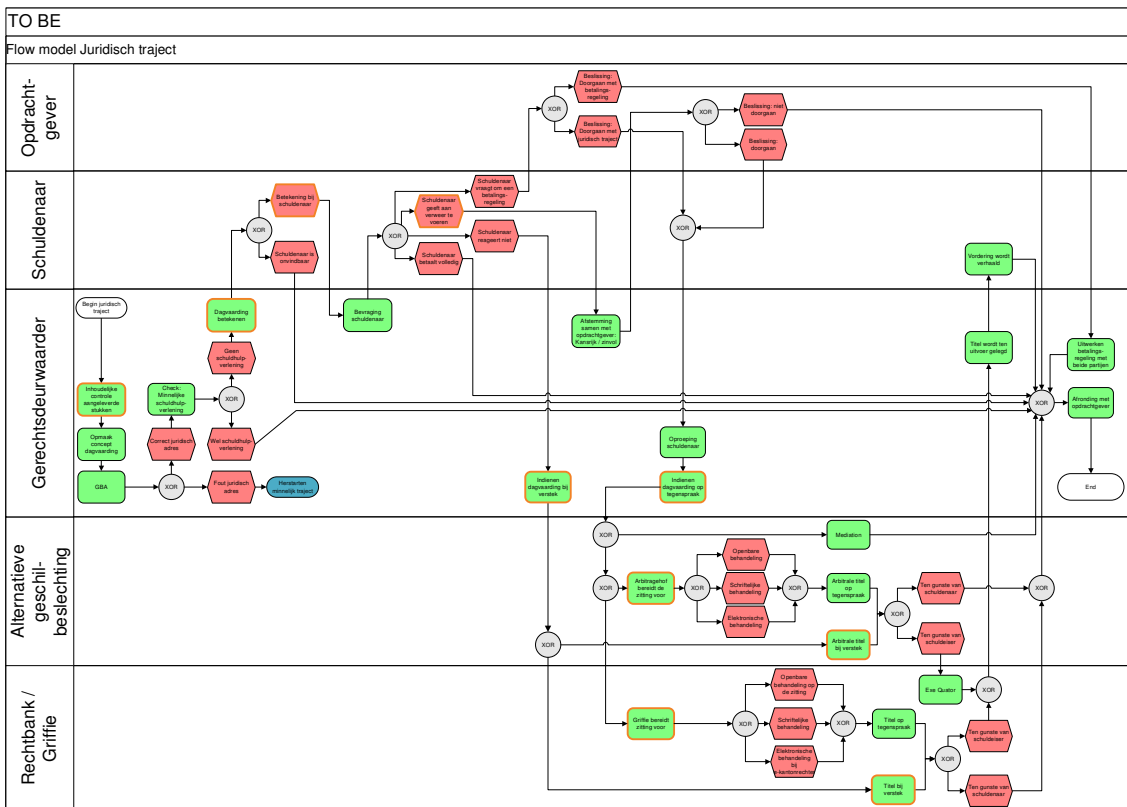 TO BE
Flow model Juridisch traject
Opdracht-
gever
Beslissing:
Doorgaan met
betalings-
regeling
XOR
Beslissing:
Doorgaan met
juridisch traject
XOR
Beslissing: niet
doorgaan
Beslissing:
doorgaan
Schuldenaar
Betekening bij
schuldenaar
XOR
Schuldenaar is
onvindbaar
Schuldenaar
vraagt om een
betalings-
regeling
Schuldenaar
geeft aan
verweer te
voeren
XOR
Schuldenaar
reageert niet
Schuldenaar
betaalt volledig
XOR
Vordering wordt
verhaald
Gerechtsdeurwaarder
Begin juridisch
traject
Dagvaarding
betekenen
Bevraging
schuldenaar
Afstemming
samen met
opdrachtgever:
Kansrijk / zinvol
Titel wordt ten
uitvoer gelegd
Uitwerken
betalings-
regeling met
beide partijen
Geen
schuldhulp-
verlening
Inhoudelijke
controle
aangeleverde
stukken
Check:
Minnelijke
schuldhulp-
verlening
XOR
XOR
Afronding met
opdrachtgever
Opmaak
concept
dagvaarding
Correct juridisch
adres
Wel schuldhulp-
verlening
Oproeping
schuldenaar
GBA
XOR
Fout juridisch
adres
Herstarten
minnelijk traject
Indienen
dagvaarding bij
verstek
Indienen
dagvaarding op
tegenspraak
End
Alternatieve
geschil-
beslechting
XOR
Mediation
XOR
Arbitragehof
bereidt de
zitting voor
XOR
Openbare
behandeling
Schriftelijke
behandeling
Elektronische
behandeling
XOR
Arbitrale titel
op
tegenspraak
XOR
Ten gunste van
schuldenaar
XOR
XOR
Arbitrale titel
bij verstek
Ten gunste van
schuldeiser
Rechtbank /
Griffie
Exe Quator
XOR
Griffie bereidt
zitting voor
XOR
Openbare
behandeling op
de zitting
Schriftelijke
behandeling
Elektronische
behandeling
bij
e-kantonrechter
XOR
Titel op
tegenspraak
XOR
Ten gunste van
schuldeiser
Titel bij
verstek
Ten gunste van
schuldenaar